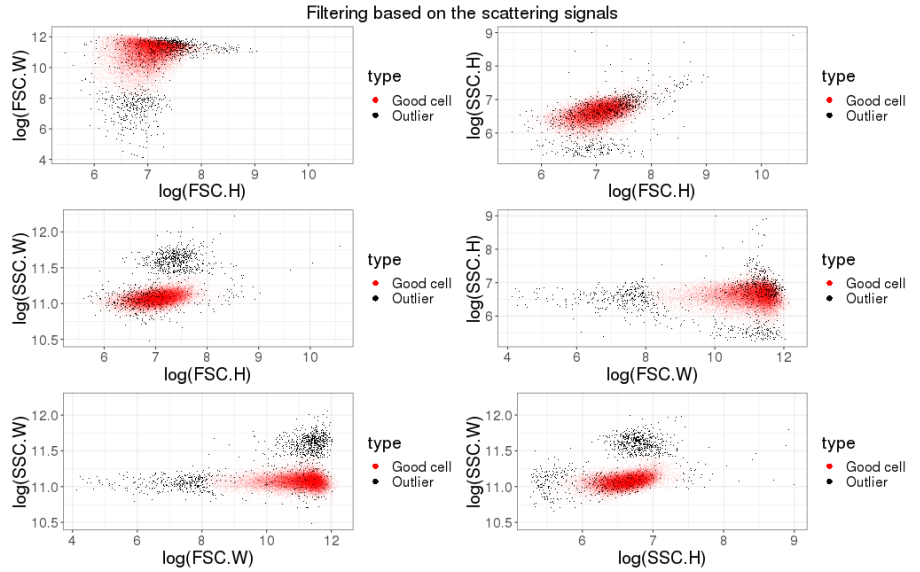 Filtering based on the scattering signals
log(FSC.W)
12
10
8
6
4
6
7
8
9
10
log(FSC.H)
type
Good cell
Outlier
log(SSC.H)
9
8
7
6
6
7
8
9
10
log(FSC.H)
type
Good cell
Outlier
log(SSC.W)
12.0
11.5
11.0
10.5
6
7
8
9
10
log(FSC.H)
type
Good cell
Outlier
log(SSC.H)
9
8
7
6
4
6
8
10
12
log(FSC.W)
type
Good cell
Outlier
log(SSC.W)
12.0
11.5
11.0
10.5
4
6
8
10
12
log(FSC.W)
type
Good cell
Outlier
log(SSC.W)
12.0
11.5
11.0
10.5
6
7
8
9
log(SSC.H)
type
Good cell
Outlier